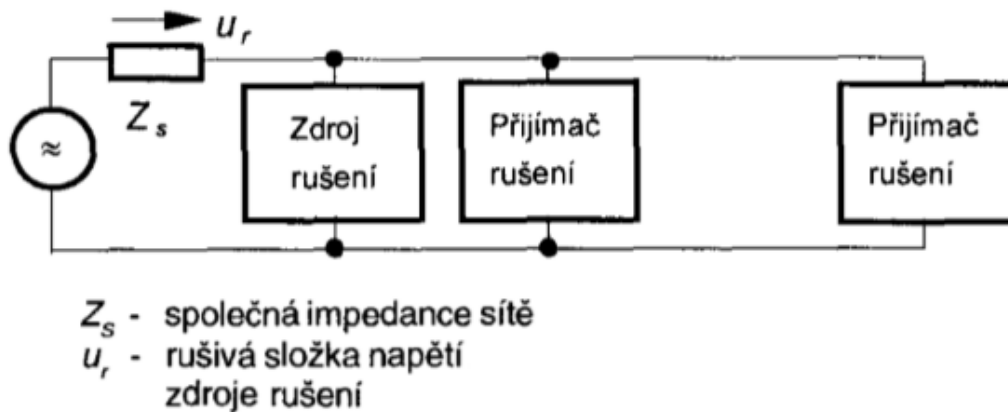 u_r
Z_s
≈
Zdroj
rušení
Přijímač
rušení
Přijímač
rušení
Z_s - společná impedance sítě
u_r - rušivá složka napětí
zdroje rušení